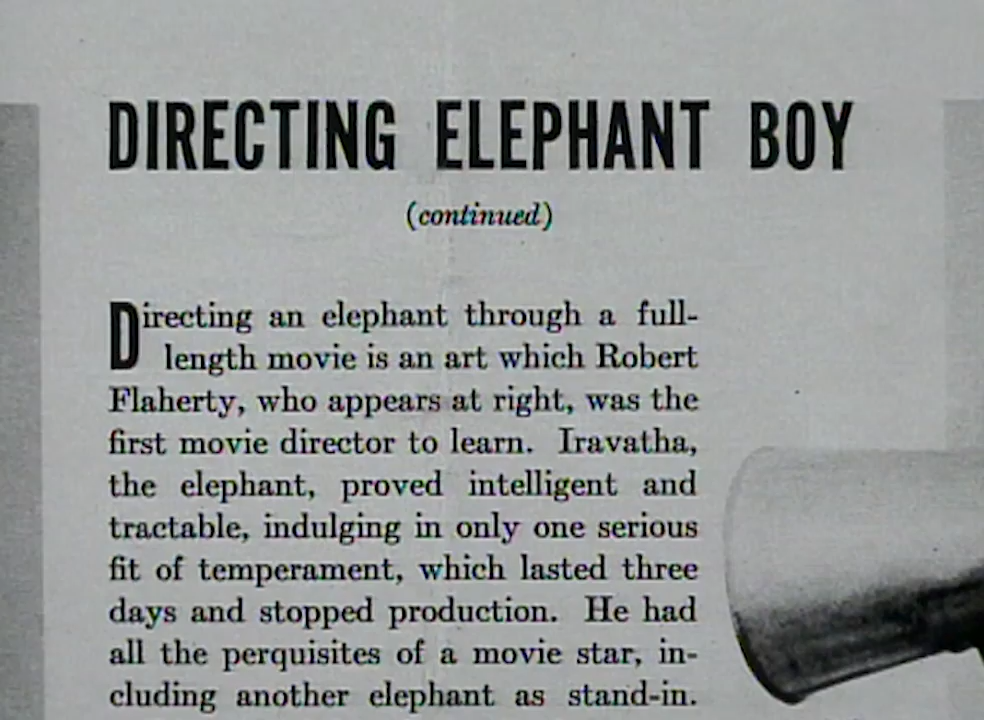 DIRECTING ELEPHANT BOY
(continued)
Directing an elephant through a full-
length movie is an art which Robert
Flaherty, who appears at right, was the
first movie director to learn. Iravatha,
the elephant, proved intelligent and
tractable, indulging in only one serious
fit of temperament, which lasted three
days and stopped production. He had
all the perquisites of a movie star, in-
cluding another elephant as stand-in.